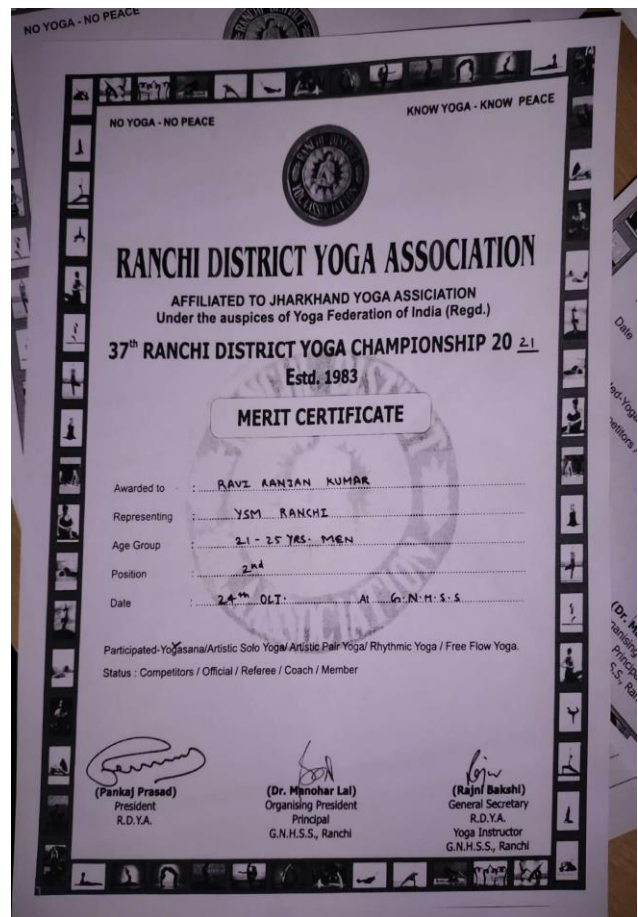 NO YOGA - NO PEACE
NO YOGA - NO PEACE
KNOW YOGA - KNOW PEACE
RANCHI DISTRICT YOGA ASSOCIATION
AFFILIATED TO JHARKHAND YOGA ASSICIATION
Under the auspices of Yoga Federation of India (Regd.)
37th RANCHI DISTRICT YOGA CHAMPIONSHIP 20 21
Estd. 1983
MERIT CERTIFICATE
Awarded to : RAVI RANJAN KUMAR
Representing : YSM RANCHI
Age Group : 21-25 YRS. MEN
Position : 2nd
Date : 24th OCT. At G.N.H.S.S
Participated-Yogasana/Artistic Solo Yoga/Artistic Pair Yoga/ Rhythmic Yoga / Free Flow Yoga.
Status : Competitors / Official / Referee / Coach / Member
(Pankaj Prasad)
President
R.D.Y.A.
(Dr. Manohar Lal)
Organising President
Principal
G.N.H.S.S., Ranchi
(Rajni Bakshi)
General Secretary
R.D.Y.A.
Yoga Instructor
G.N.H.S.S., Ranchi
Date